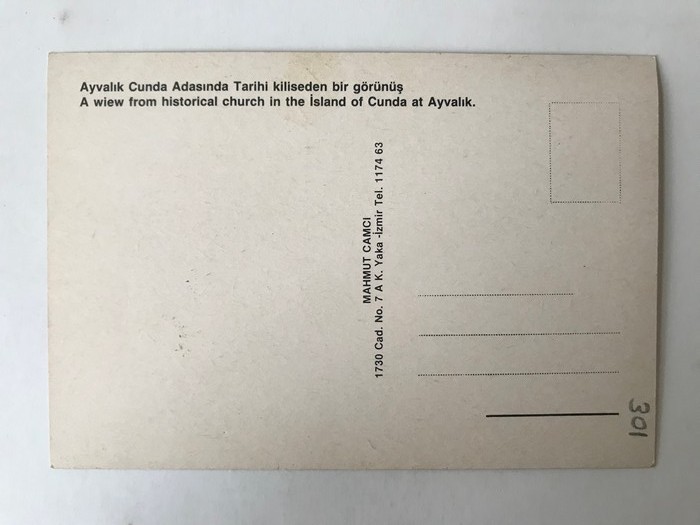 Ayvalık Cunda Adasında Tarihi kiliseden bir görünüş
A wiew from historical church in the İsland of Cunda at Ayvalık.
MAHMUT CAMCI
1730 Cad. No. 7 A K. Yaka -İzmir Tel. 1174 63
301